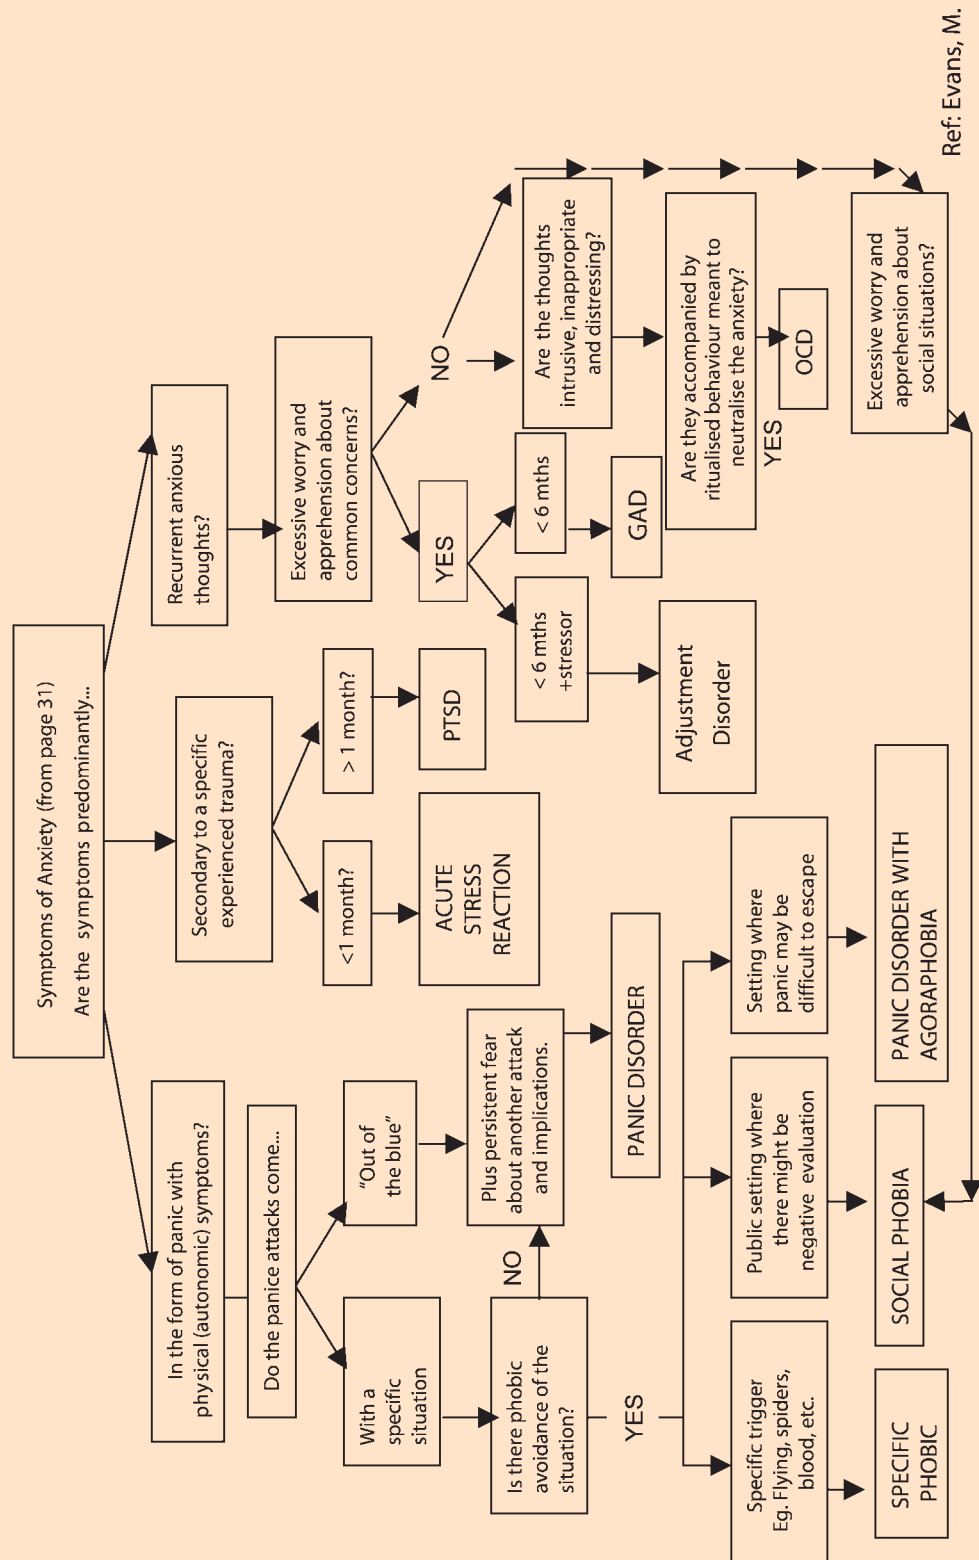 Symptoms of Anxiety (from page 31)
Are the symptoms predominantly...
In the form of panic with
physical (autonomic) symptoms?
Do the panice attacks come...
With a
specific
situation
"Out of
the blue"
Is there phobic
avoidance of the
situation?
NO
Plus persistent fear
about another attack
and implications.
PANIC DISORDER
YES
Specific trigger
Eg. Flying, spiders,
blood, etc.
Public setting where
there might be
negative evaluation
Setting where
panic may be
difficult to escape
SPECIFIC
PHOBIC
SOCIAL PHOBIA
PANIC DISORDER WITH
AGORAPHOBIA
Secondary to a specific
experienced trauma?
<1 month?
> 1 month?
ACUTE
STRESS
REACTION
PTSD
Recurrent anxious
thoughts?
Excessive worry and
apprehension about
common concerns?
YES
NO
< 6 mths
+stressor
< 6 mths
Adjustment
Disorder
GAD
Are the thoughts
intrusive, inappropriate
and distressing?
Are they accompanied by
ritualised behaviour meant to
neutralise the anxiety?
YES
OCD
Excessive worry and
apprehension about
social situations?
Ref: Evans, M.